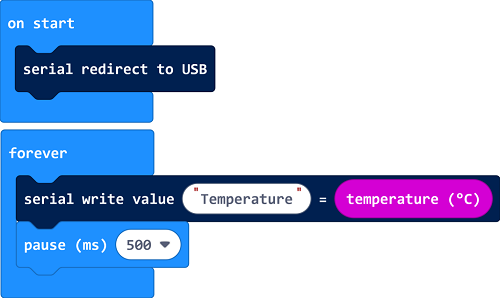 on start
serial redirect to USB
forever
serial write value "Temperature" = temperature (°C)
pause (ms) 500